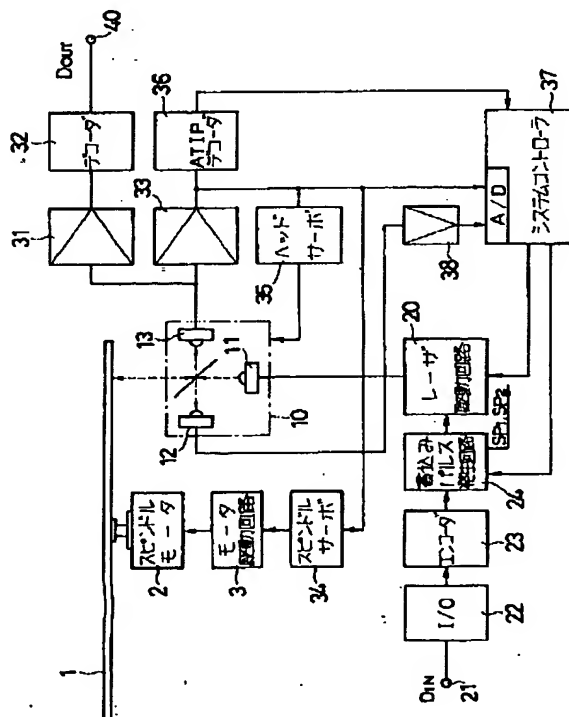 DOUT
40
32
デコーダ
36
ATIP
デコーダ
37
31
33
A/D
システムコントローラ
ヘッド
サーボ
35
38
13
11
12
10
20
レーザ
駆動回路
1
スピンドル
モータ
2
モータ
駆動回路
3
スピンドル
サーボ
34
SP1,SP2
書込み
パルス
発生回路
24
エンコーダ
23
I/O
22
DIN
21